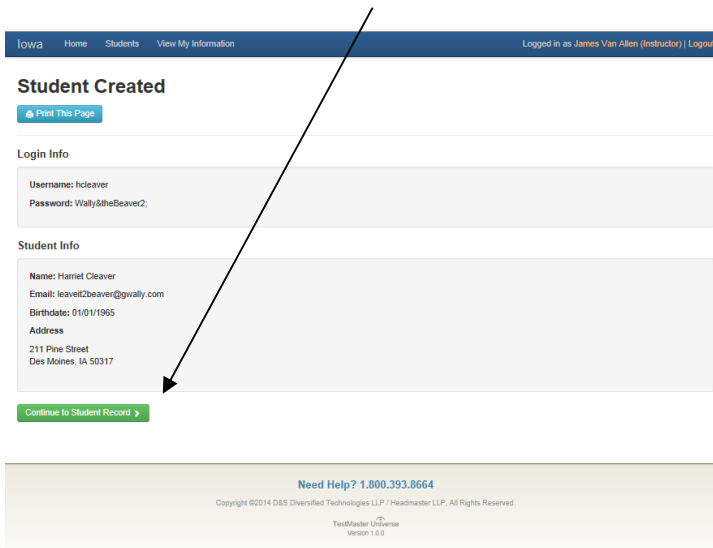 Iowa Home Students View My Information Logged in as James Van Allen (Instructor) | Logout
Student Created
Print This Page
Login Info
Username: hcleaver
Password: Wally&theBeaver2;
Student Info
Name: Harriet Cleaver
Email: leaveit2beaver@gwally.com
Birthdate: 01/01/1965
Address
211 Pine Street
Des Moines, IA 50317
Continue to Student Record
Need Help? 1.800.393.8664
Copyright ©2014 D&S Diversified Technologies LLP / Headmaster LLP. All Rights Reserved.
TestMaster Universe
Version 1.0.0